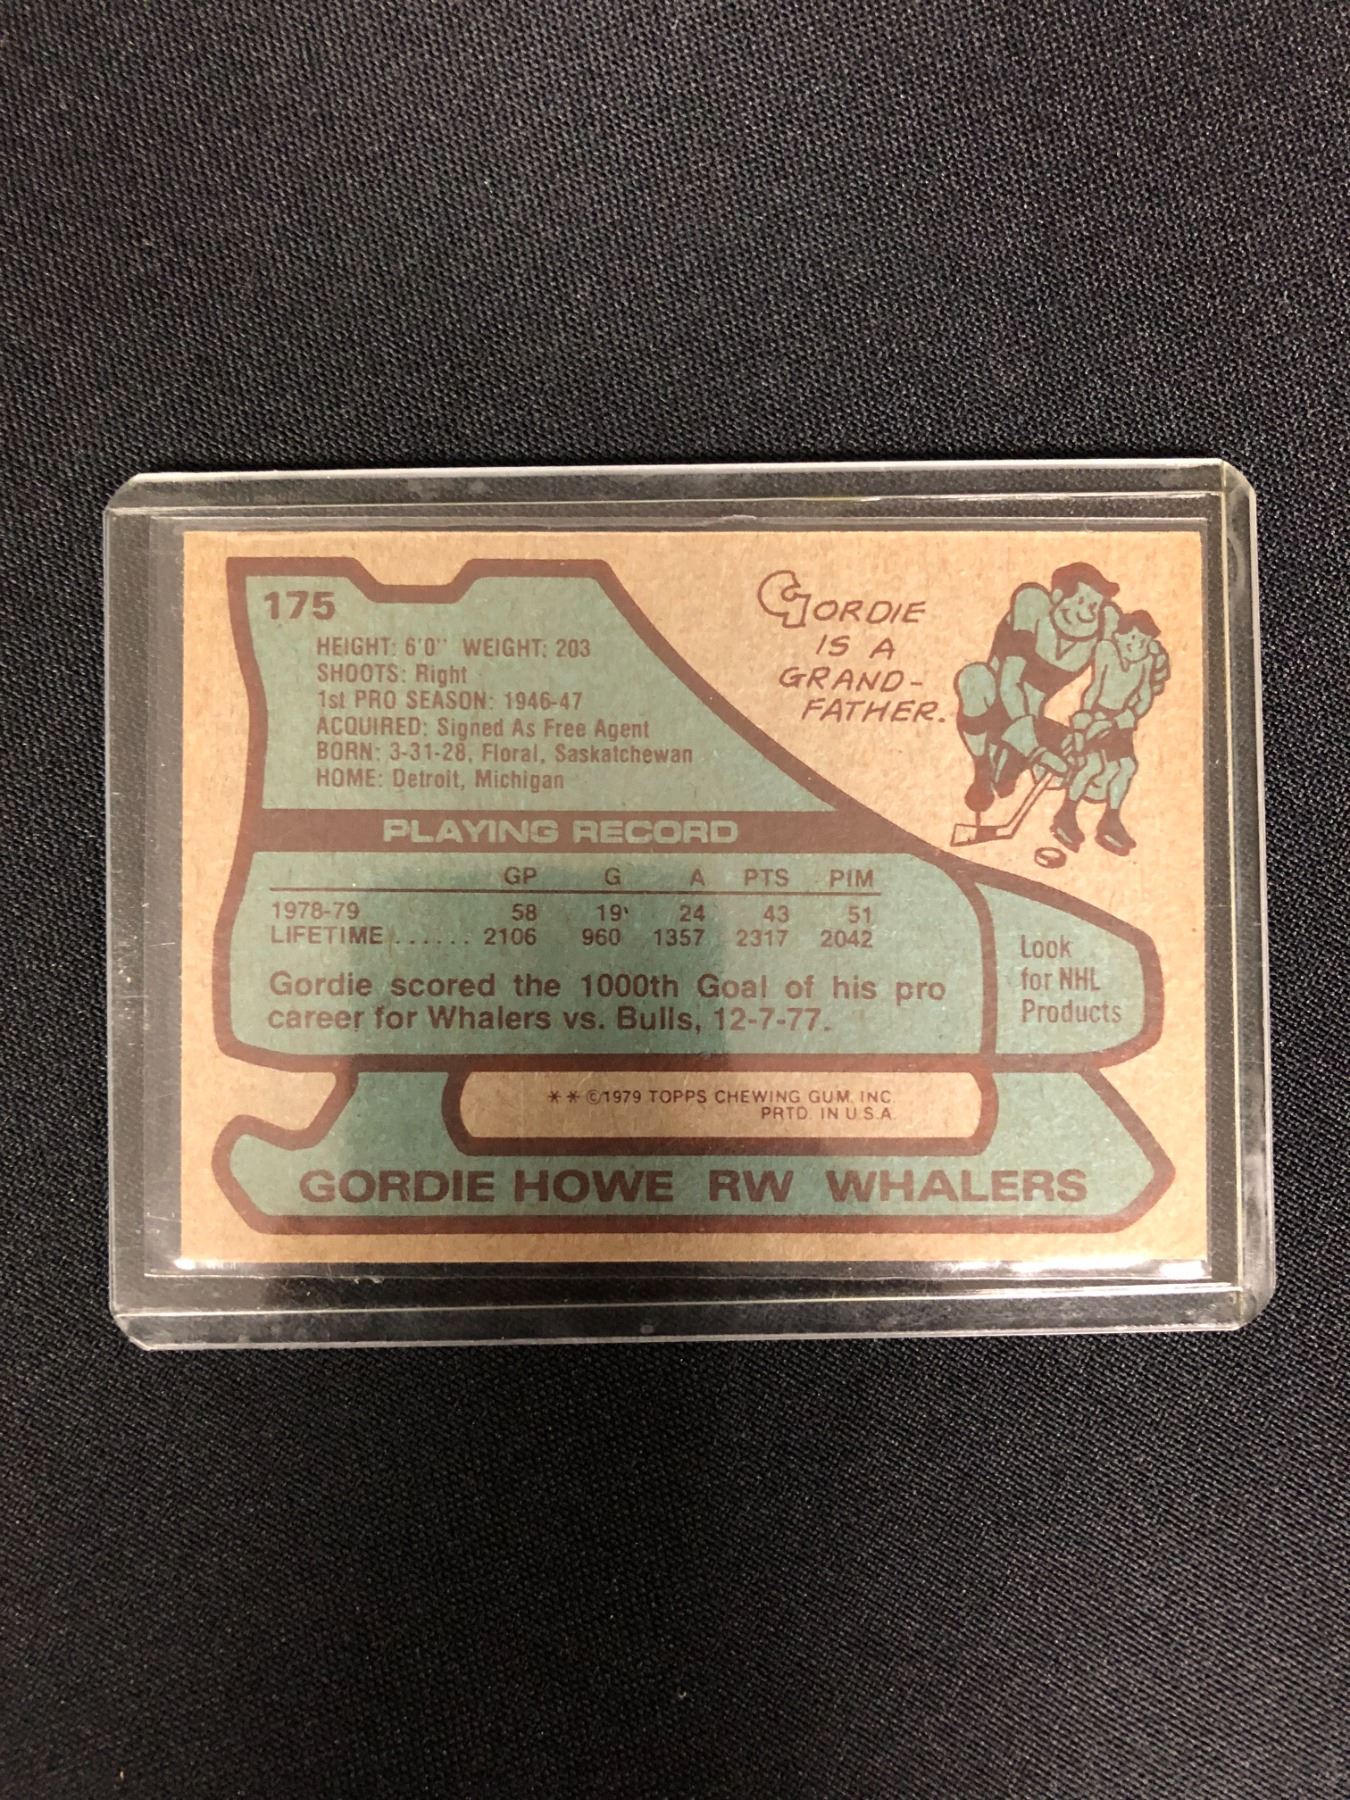 175
HEIGHT: 6'0" WEIGHT: 203
SHOOTS: Right
1st PRO SEASON: 1946-47
ACQUIRED: Signed As Free Agent
BORN: 3-31-28, Floral, Saskatchewan
HOME: Detroit, Michigan
GORDIE
IS A
GRAND-
FATHER.
PLAYING RECORD
GP G A PTS PIM
1978-79 58 19 24 43 51
LIFETIME ...... 2106 960 1357 2317 2042
Gordie scored the 1000th Goal of his pro
career for Whalers vs. Bulls, 12-7-77.
Look
for NHL
Products
**©1979 TOPPS CHEWING GUM, INC.
PRTD. IN U.S.A.
GORDIE HOWE RW WHALERS